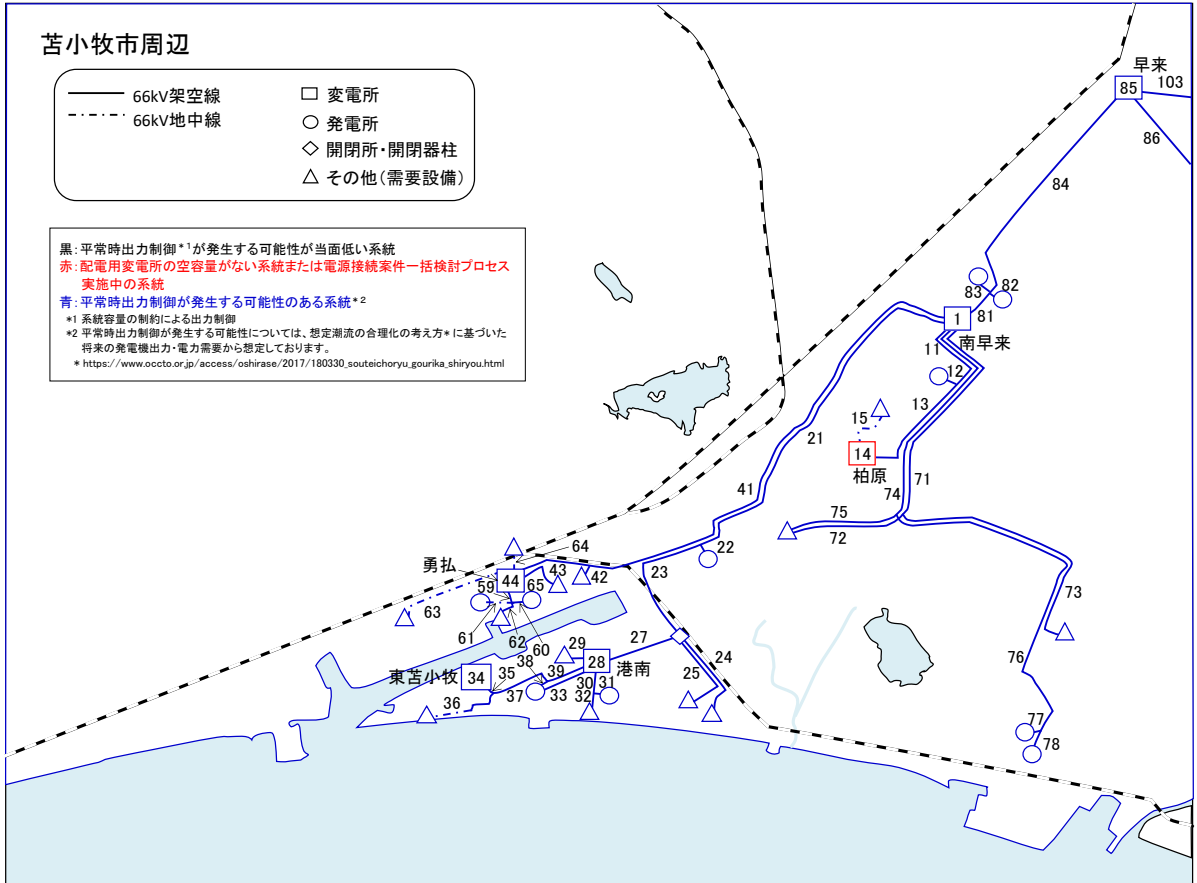 苫小牧市周辺
66kV架空線
66kV地中線
変電所
発電所
開閉所・開閉器柱
その他(需要設備)
黒:平常時出力制御*1が発生する可能性が当面低い系統
赤:配電用変電所の空容量がない系統または電源接続案件一括検討プロセス
実施中の系統
青:平常時出力制御が発生する可能性のある系統*2
*1 系統容量の制約による出力制御
*2 平常時出力制御が発生する可能性については、想定潮流の合理化の考え方* に基づいた
将来の発電機出力・電力需要から想定しております。
* https://www.occto.or.jp/access/oshirase/2017/180330_souteichoryu_gourika_shiryou.html
早来
85
103
86
84
83
82
81
1
南早来
11
12
13
15
14
柏原
21
41
71
74
75
72
22
23
64
勇払
44
43
42
59
65
63
61
62
60
73
76
77
78
27
24
25
29
28
港南
38
39
東苫小牧
34
35
37
33
30
31
32
36